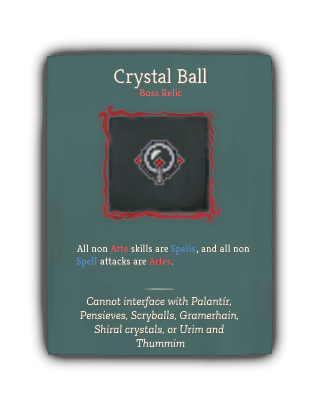 Crystal Ball
Boss Relic
All non Arte skills are Spells, and all non
Spell attacks are Artes.
Cannot interface with Palantír,
Pensieves, Scryballs, Gramerhain,
Shiral crystals, or Urim and
Thummim